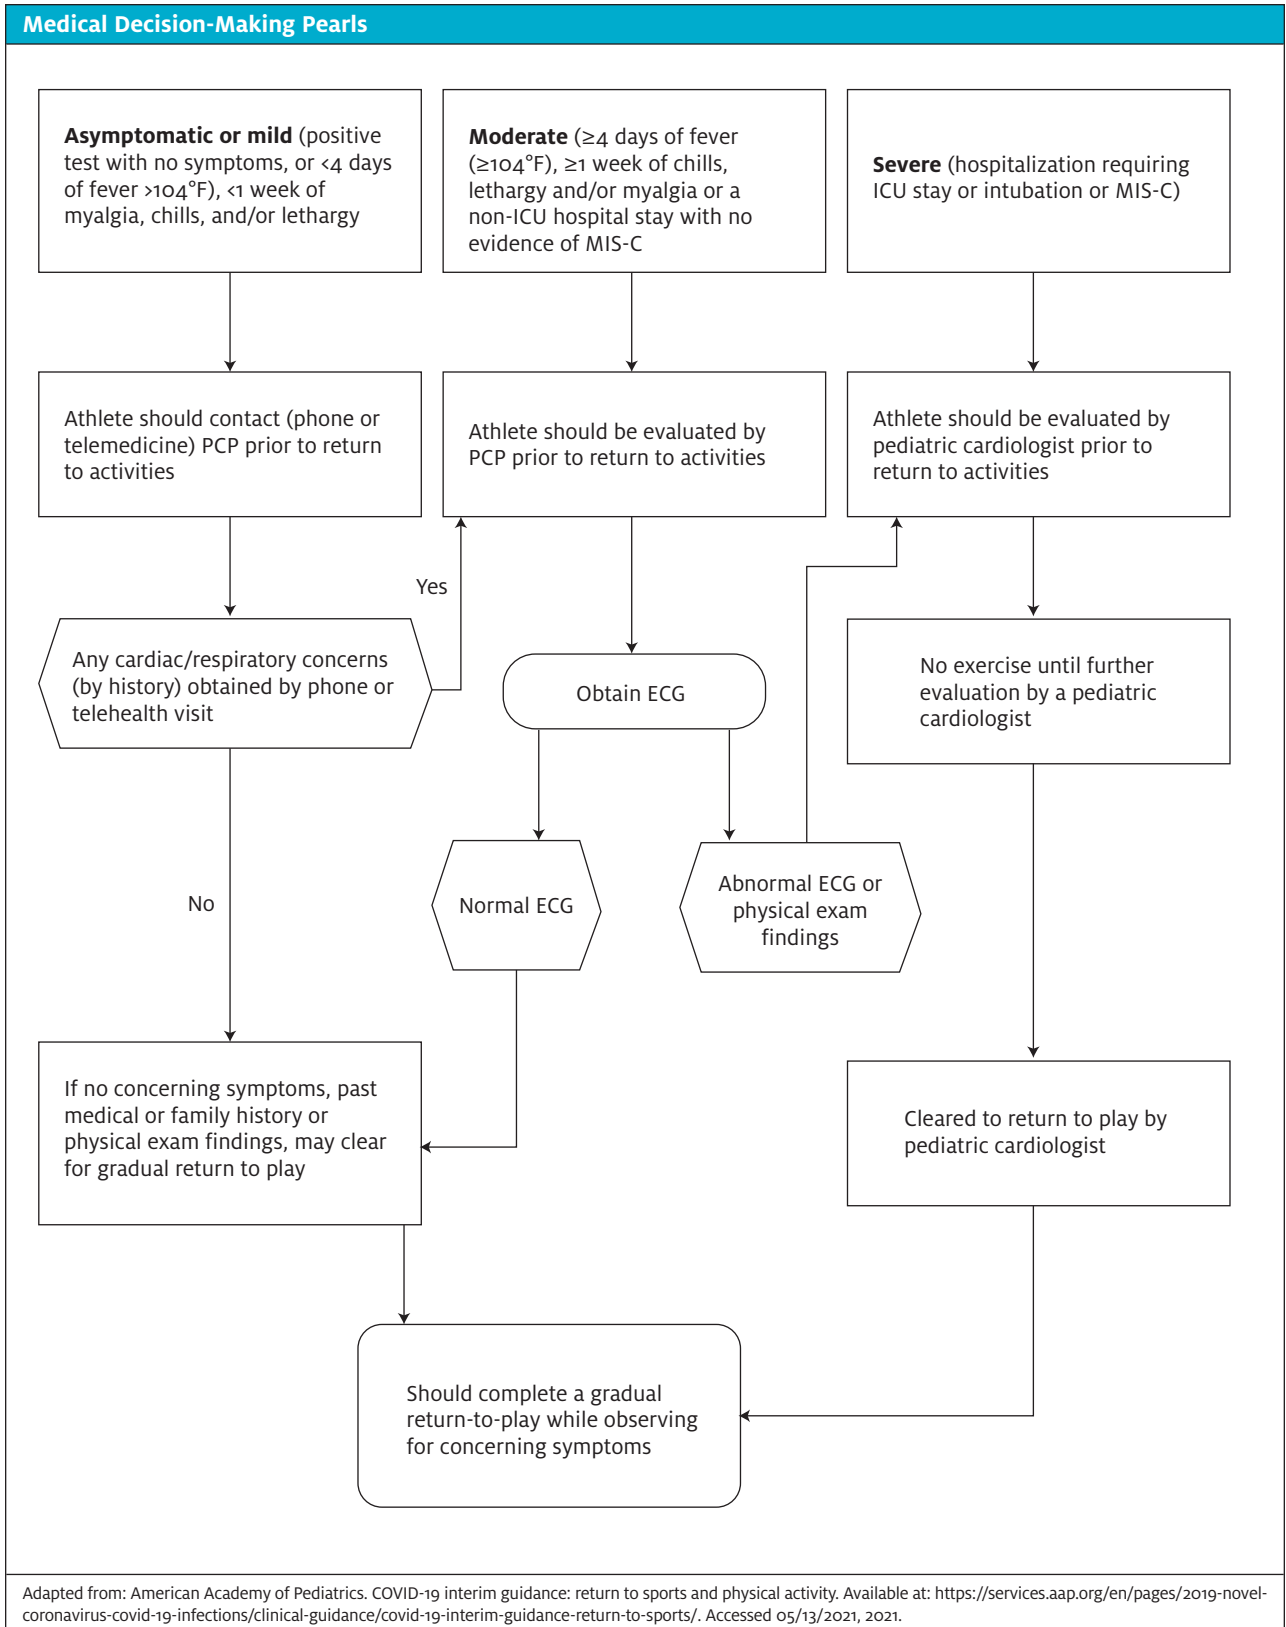 Medical Decision-Making Pearls
Asymptomatic or mild (positive
test with no symptoms, or <4 days
of fever >104°F), <1 week of
myalgia, chills, and/or lethargy
Moderate (≥4 days of fever
(≥104°F), ≥1 week of chills,
lethargy and/or myalgia or a
non-ICU hospital stay with no
evidence of MIS-C
Severe (hospitalization requiring
ICU stay or intubation or MIS-C)
Athlete should contact (phone or
telemedicine) PCP prior to return
to activities
Athlete should be evaluated by
PCP prior to return to activities
Athlete should be evaluated by
pediatric cardiologist prior to
return to activities
Yes
Any cardiac/respiratory concerns
(by history) obtained by phone or
telehealth visit
Obtain ECG
No exercise until further
evaluation by a pediatric
cardiologist
No
Normal ECG
Abnormal ECG or
physical exam
findings
If no concerning symptoms, past
medical or family history or
physical exam findings, may clear
for gradual return to play
Cleared to return to play by
pediatric cardiologist
Should complete a gradual
return-to-play while observing
for concerning symptoms
Adapted from: American Academy of Pediatrics. COVID-19 interim guidance: return to sports and physical activity. Available at: https://services.aap.org/en/pages/2019-novel-
coronavirus-covid-19-infections/clinical-guidance/covid-19-interim-guidance-return-to-sports/. Accessed 05/13/2021, 2021.